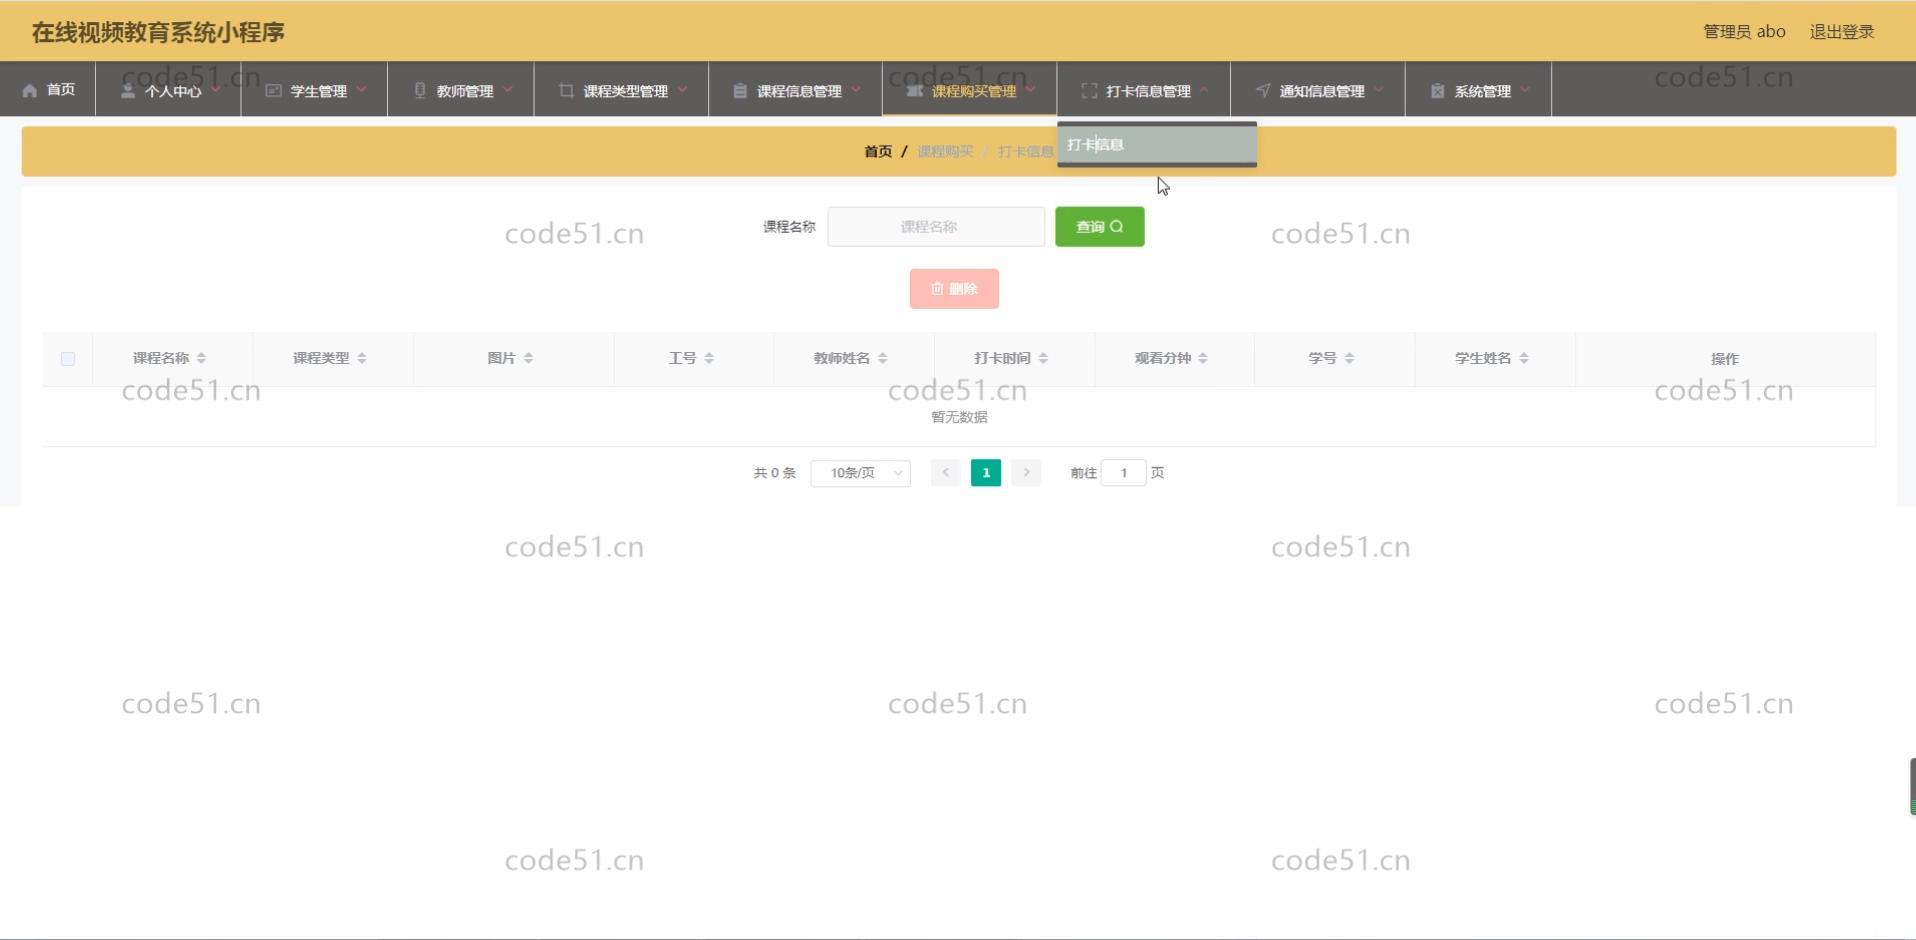 在线视频教育系统小程序
管理员 abo 退出登录
首页 个人中心 学生管理 教师管理 课程类型管理 课程信息管理 课程购买管理 打卡信息管理 通知信息管理 系统管理
code51.cn code51.cn code51.cn
打卡信息
首页 / 课程购买 / 打卡信息
课程名称 课程名称 查询
code51.cn code51.cn
删除
课程名称 课程类型 图片 工号 教师姓名 打卡时间 观看分钟 学号 学生姓名 操作
code51.cn code51.cn code51.cn
暂无数据
共 0 条 10条/页 1 前往 1 页
code51.cn code51.cn
code51.cn code51.cn code51.cn
code51.cn code51.cn